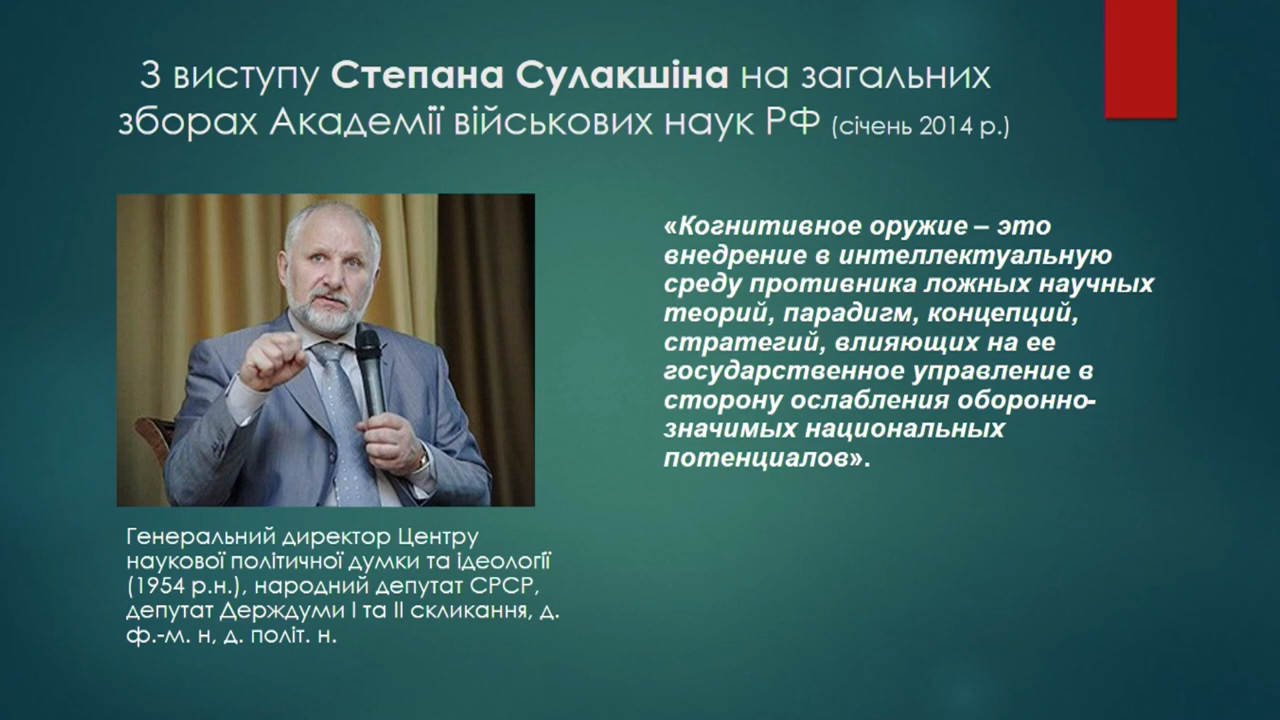 З виступу Степана Сулакшіна на загальних
зборах Академії військових наук РФ (січень 2014 р.)
«Когнитивное оружие – это
внедрение в интеллектуальную
среду противника ложных научных
теорий, парадигм, концепций,
стратегий, влияющих на ее
государственное управление в
сторону ослабления оборонно-
значимых национальных
потенциалов».
Генеральний директор Центру
наукової політичної думки та ідеології
(1954 р.н.), народний депутат СРСР,
депутат Держдуми I та II скликання, д.
ф.-м. н, д. політ. н.